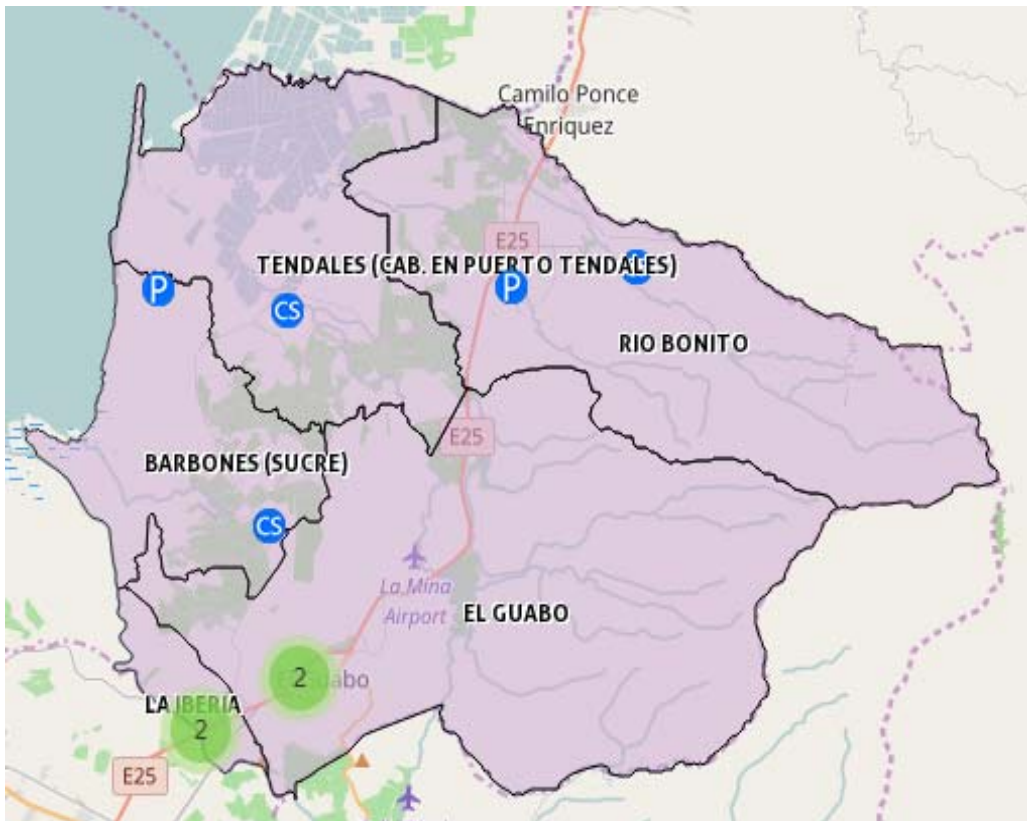 Camilo Ponce
Enriquez
E25
TENDALES (CAB. EN PUERTO TENDALES)
P
P
CS
RIO BONITO
E25
BARBONES (SUCRE)
CS
La Mina
Airport
EL GUABO
2
LA IBERIA
2
E25